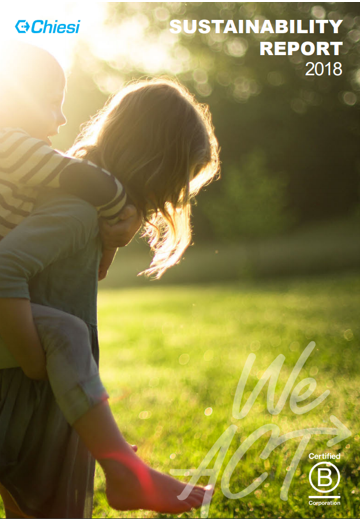 Chiesi
SUSTAINABILITY
REPORT
2018
We
ACT
Certified
B
Corporation